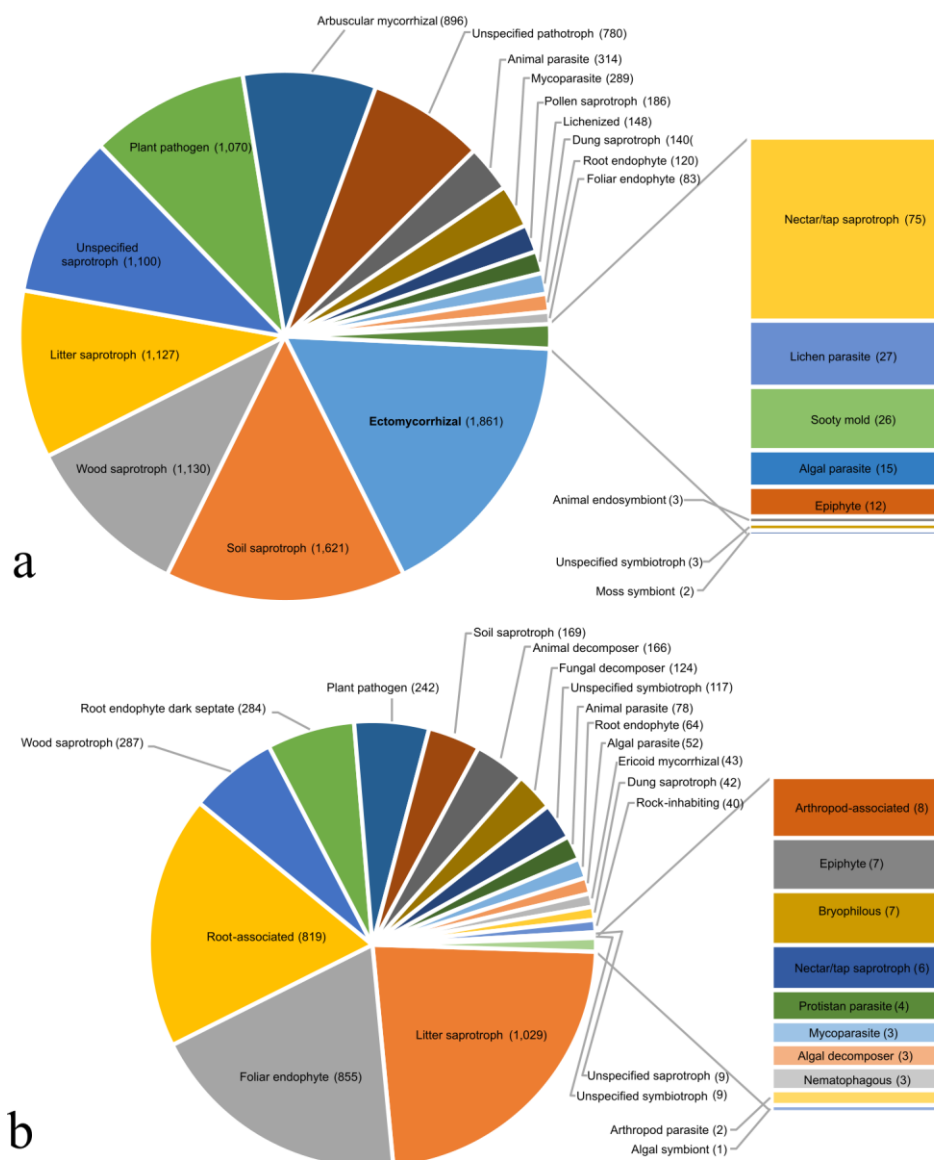 Arbuscular mycorrhizal (896)
Unspecified pathotroph (780)
Animal parasite (314)
Mycoparasite (289)
Pollen saprotroph (186)
Lichenized (148)
Dung saprotroph (140(
Root endophyte (120)
Foliar endophyte (83)
Plant pathogen (1,070)
Unspecified
saprotroph (1,100)
Litter saprotroph (1,127)
Wood saprotroph (1,130)
Soil saprotroph (1,621)
Ectomycorrhizal (1,861)
Nectar/tap saprotroph (75)
Lichen parasite (27)
Sooty mold (26)
Algal parasite (15)
Epiphyte (12)
Animal endosymbiont (3)
Unspecified symbiotroph (3)
Moss symbiont (2)
a
Soil saprotroph (169)
Animal decomposer (166)
Fungal decomposer (124)
Unspecified symbiotroph (117)
Animal parasite (78)
Root endophyte (64)
Algal parasite (52)
Ericoid mycorrhizal (43)
Dung saprotroph (42)
Rock-inhabiting (40)
Plant pathogen (242)
Root endophyte dark septate (284)
Wood saprotroph (287)
Root-associated (819)
Foliar endophyte (855)
Litter saprotroph (1,029)
Unspecified saprotroph (9)
Unspecified symbiotroph (9)
Arthropod-associated (8)
Epiphyte (7)
Bryophilous (7)
Nectar/tap saprotroph (6)
Protistan parasite (4)
Mycoparasite (3)
Algal decomposer (3)
Nematophagous (3)
Arthropod parasite (2)
Algal symbiont (1)
b